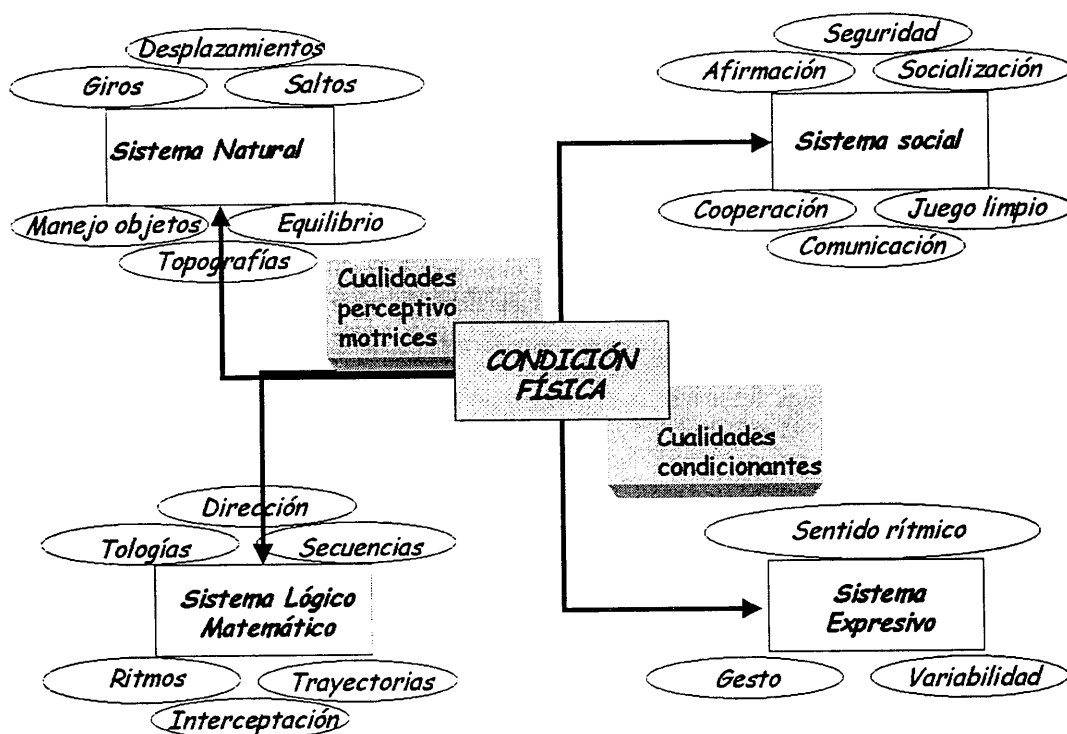 Desplazamientos
Giros
Saltos
Sistema Natural
Manejo objetos
Equilibrio
Topografías
Seguridad
Afirmación
Socialización
Sistema social
Cooperación
Juego limpio
Comunicación
Cualidades
perceptivo
motrices
CONDICIÓN
FÍSICA
Cualidades
condicionantes
Dirección
Tologías
Secuencias
Sistema Lógico
Matemático
Ritmos
Trayectorias
Interceptación
Sentido rítmico
Sistema
Expresivo
Gesto
Variabilidad